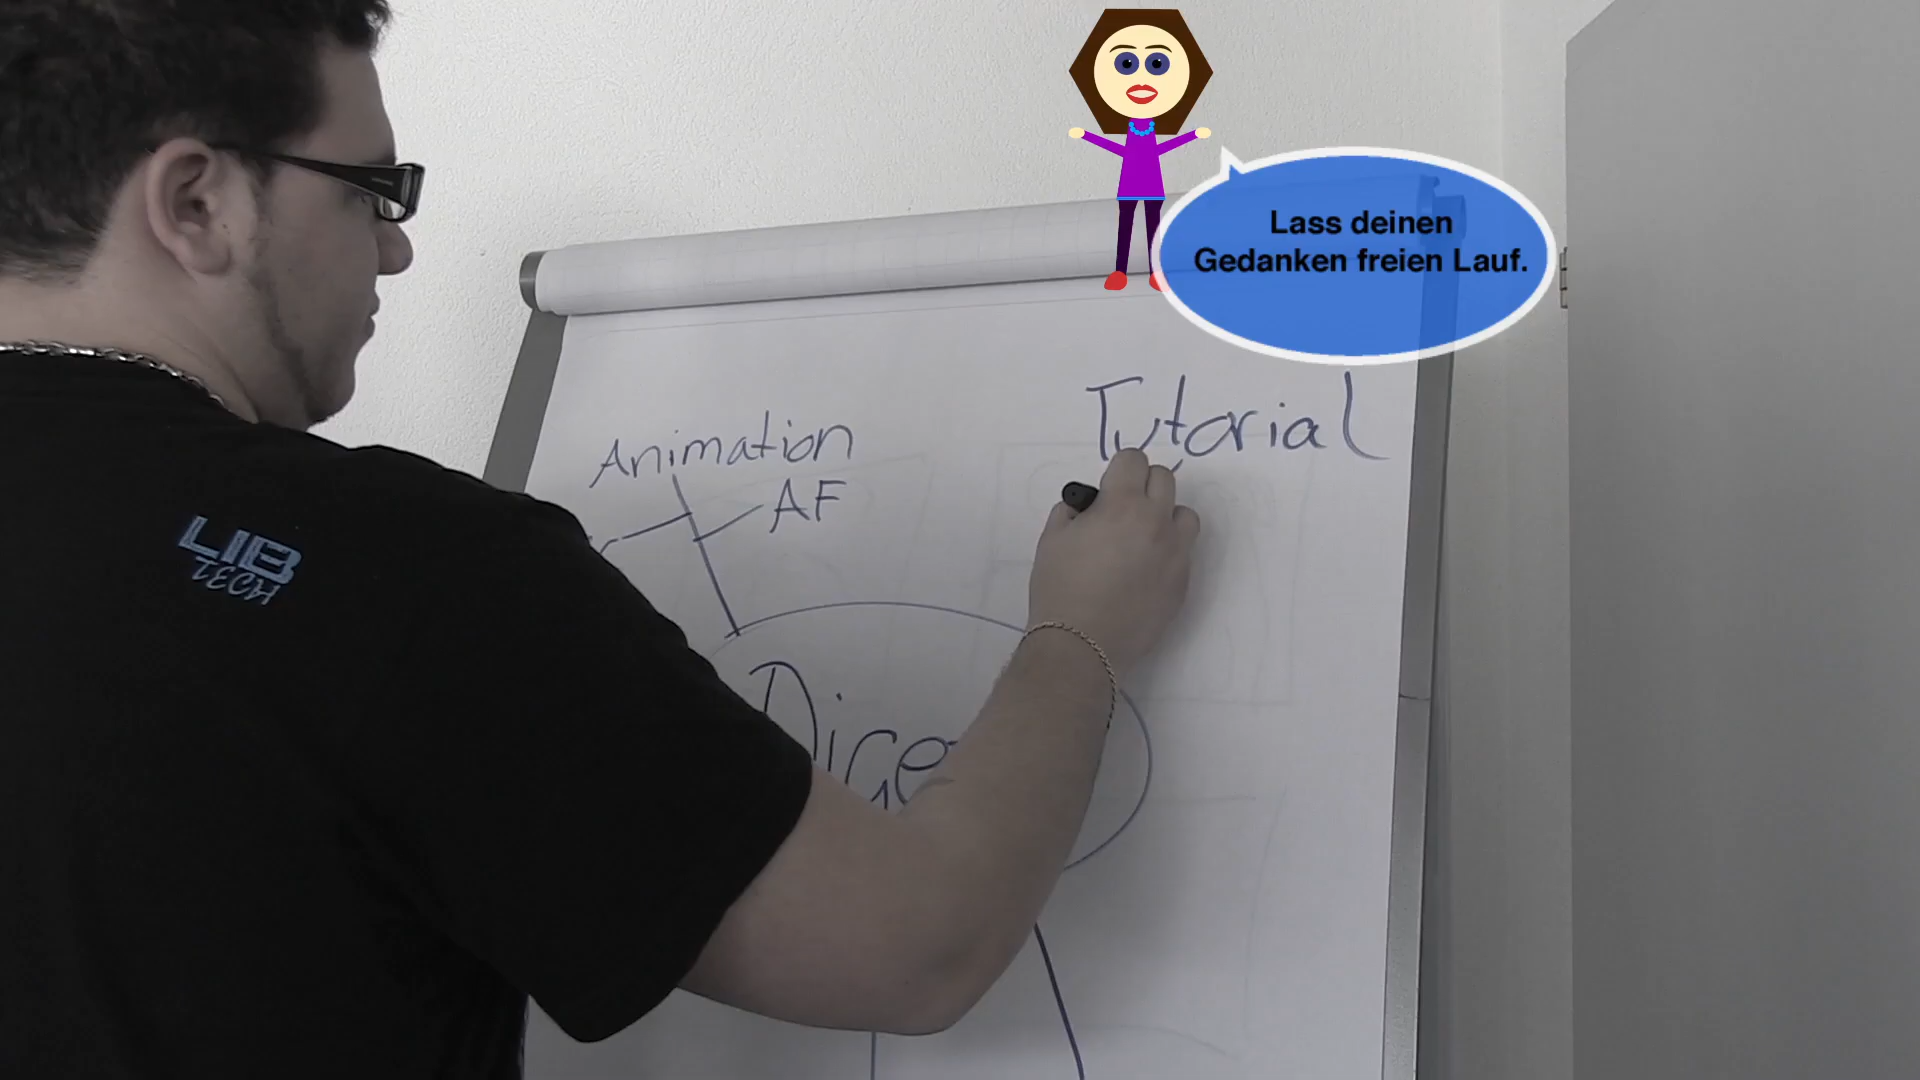 Lass deinen
Gedanken freien Lauf.
Tutorial
Animation
AF
LIB
TECH